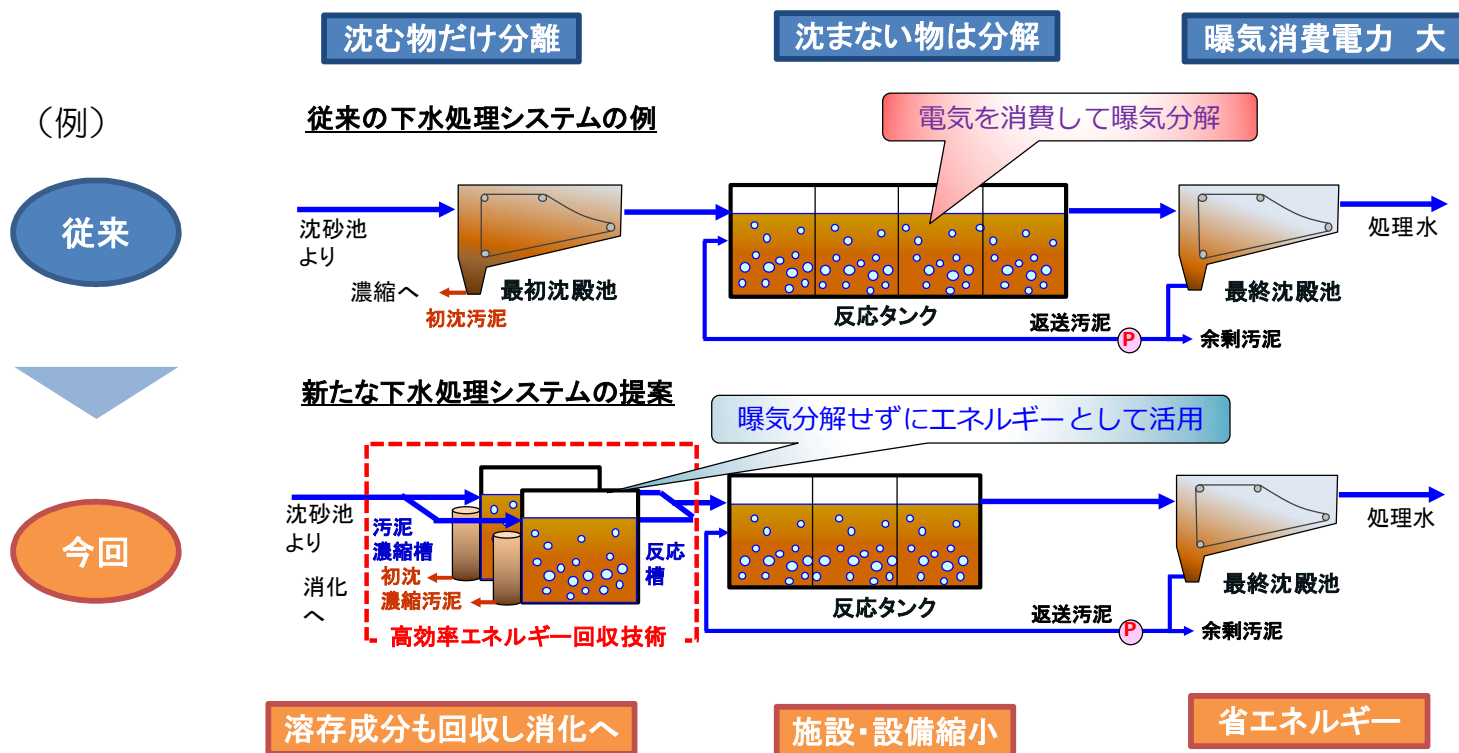 沈む物だけ分離
沈まない物は分解
曝気消費電力 大
(例)
従来の下水処理システムの例
電気を消費して曝気分解
従来
沈砂池
より
濃縮へ
初沈汚泥
最初沈殿池
反応タンク
返送汚泥
P
最終沈殿池
処理水
余剰汚泥
新たな下水処理システムの提案
曝気分解せずにエネルギーとして活用
今回
沈砂池
より
消化
へ
汚泥
濃縮槽
初沈
濃縮汚泥
反応
槽
高効率エネルギー回収技術
反応タンク
返送汚泥
P
最終沈殿池
処理水
余剰汚泥
溶存成分も回収し消化へ
施設・設備縮小
省エネルギー